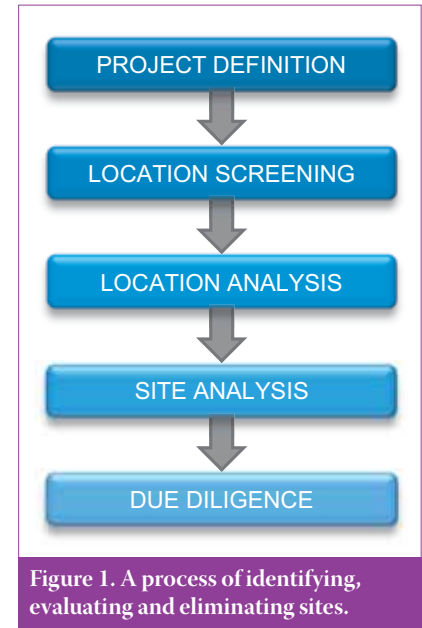 PROJECT DEFINITION
LOCATION SCREENING
LOCATION ANALYSIS
SITE ANALYSIS
DUE DILIGENCE
Figure 1. A process of identifying,
evaluating and eliminating sites.